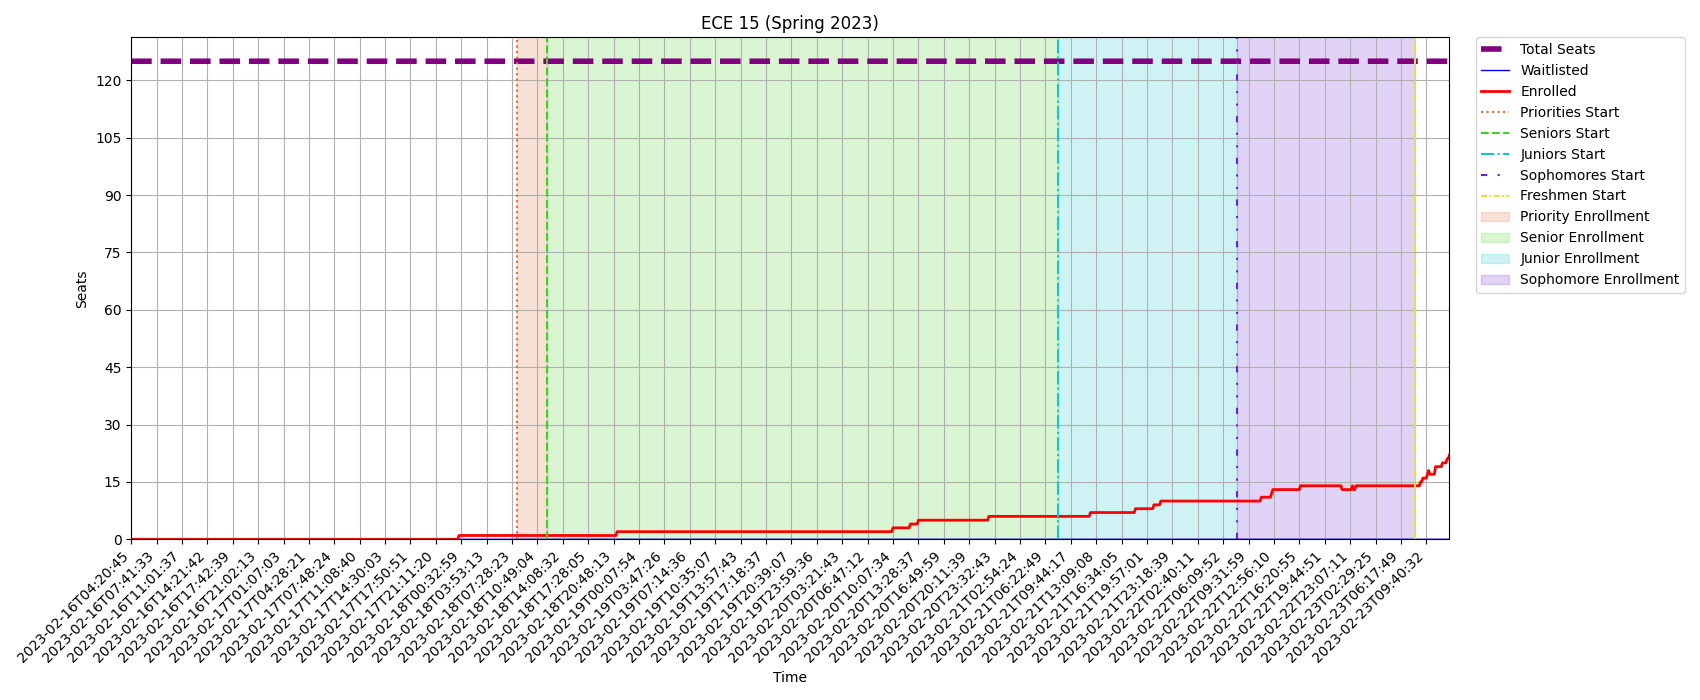 ECE 15 (Spring 2023)
Seats
120
105
90
75
60
45
30
15
0
2023-02-16T04:20:45
2023-02-16T07:41:33
2023-02-16T11:01:37
2023-02-16T14:21:42
2023-02-16T17:42:39
2023-02-16T21:02:13
2023-02-17T01:07:03
2023-02-17T04:28:21
2023-02-17T07:48:24
2023-02-17T11:08:40
2023-02-17T14:30:03
2023-02-17T17:50:51
2023-02-17T21:11:20
2023-02-18T00:32:59
2023-02-18T03:53:13
2023-02-18T07:28:23
2023-02-18T10:49:04
2023-02-18T14:08:32
2023-02-18T17:28:05
2023-02-18T20:48:13
2023-02-19T00:07:54
2023-02-19T03:47:26
2023-02-19T07:14:36
2023-02-19T10:35:07
2023-02-19T13:57:43
2023-02-19T17:18:37
2023-02-19T20:39:07
2023-02-19T23:59:36
2023-02-20T03:21:43
2023-02-20T06:47:12
2023-02-20T10:07:34
2023-02-20T13:28:37
2023-02-20T16:49:59
2023-02-20T20:11:39
2023-02-20T23:32:43
2023-02-21T02:54:24
2023-02-21T06:22:49
2023-02-21T09:44:17
2023-02-21T13:09:08
2023-02-21T16:34:05
2023-02-21T19:57:01
2023-02-21T23:18:39
2023-02-22T02:40:11
2023-02-22T06:09:52
2023-02-22T09:31:59
2023-02-22T12:56:10
2023-02-22T16:20:55
2023-02-22T19:44:51
2023-02-22T23:07:11
2023-02-23T02:29:25
2023-02-23T06:17:49
2023-02-23T09:40:32
Time
Total Seats
Waitlisted
Enrolled
Priorities Start
Seniors Start
Juniors Start
Sophomores Start
Freshmen Start
Priority Enrollment
Senior Enrollment
Junior Enrollment
Sophomore Enrollment